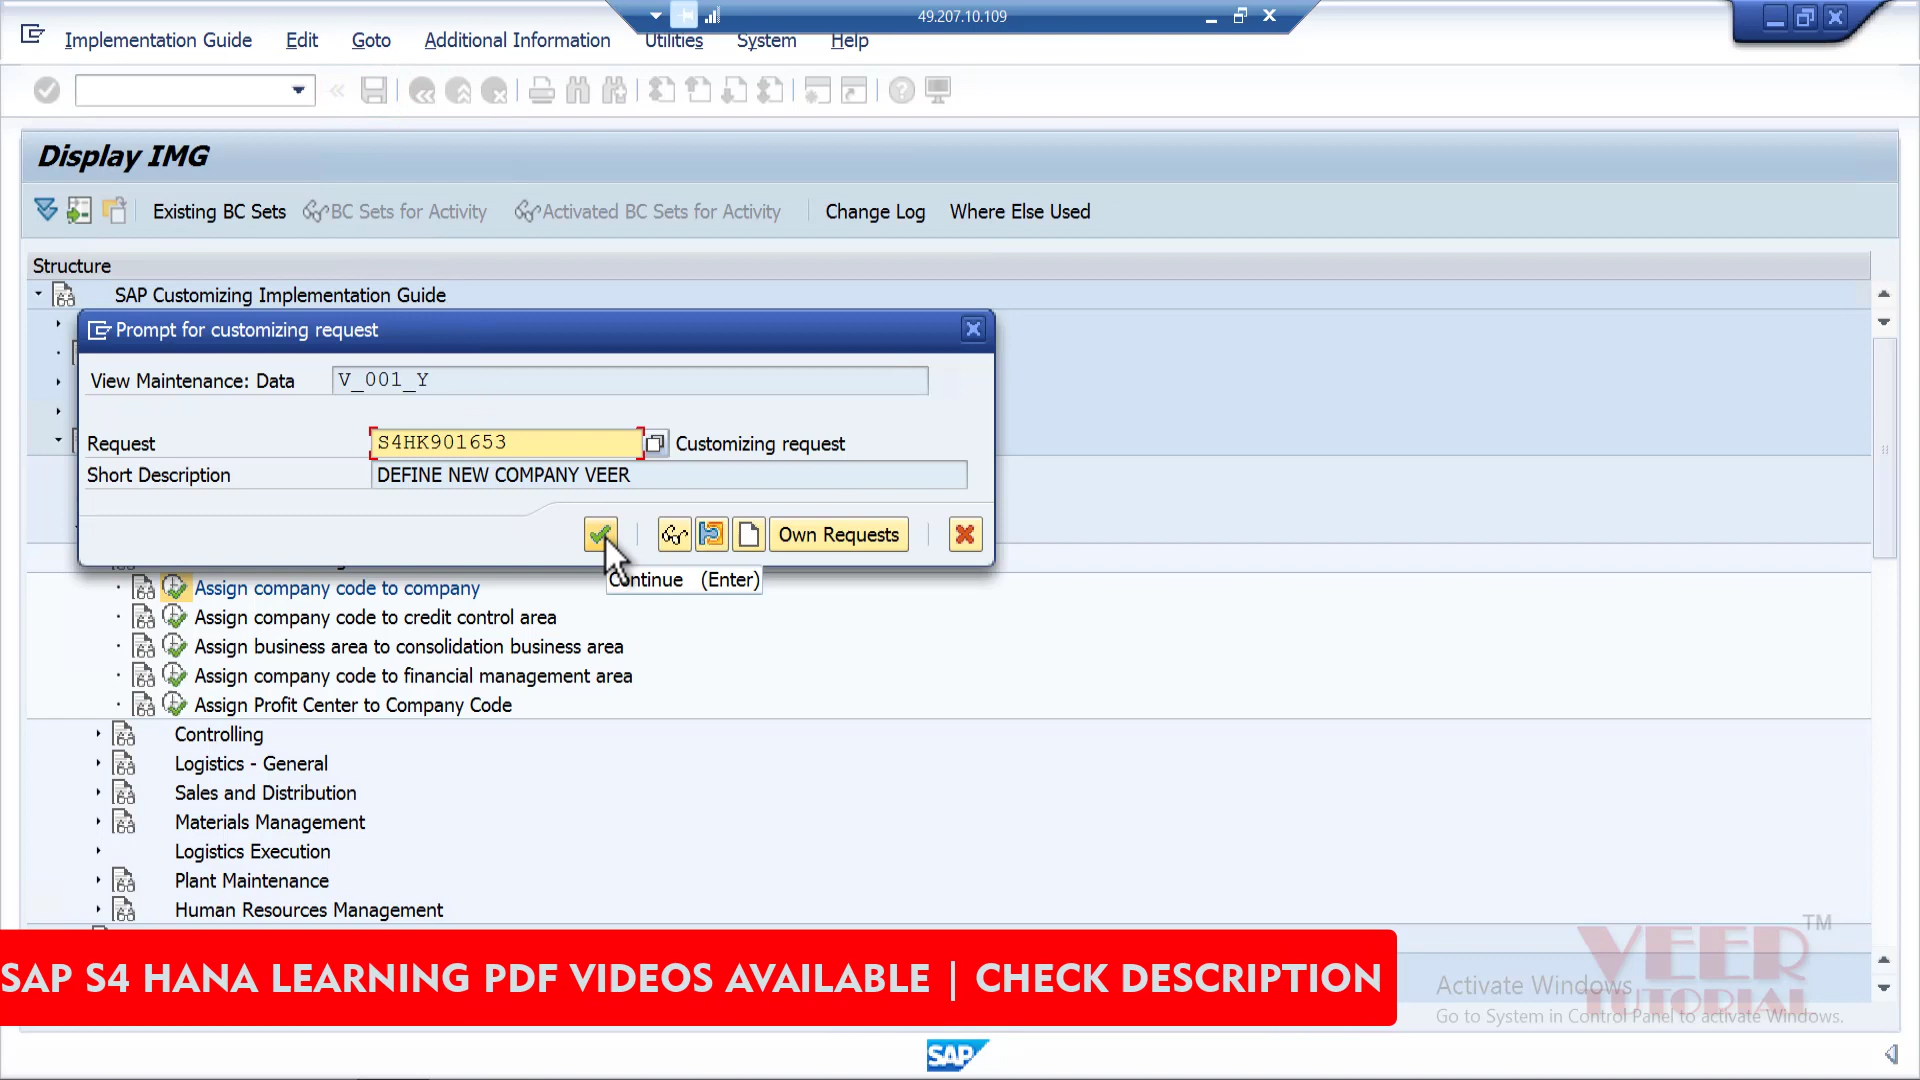 49.207.10.109
Implementation Guide Edit Goto Additional Information Utilities System Help
Display IMG
Existing BC Sets BC Sets for Activity Activated BC Sets for Activity Change Log Where Else Used
Structure
SAP Customizing Implementation Guide
Prompt for customizing request
View Maintenance: Data V_001_Y
Request S4HK901653 Customizing request
Short Description DEFINE NEW COMPANY VEER
Own Requests
Continue (Enter)
Assign company code to company
Assign company code to credit control area
Assign business area to consolidation business area
Assign company code to financial management area
Assign Profit Center to Company Code
Controlling
Logistics - General
Sales and Distribution
Materials Management
Logistics Execution
Plant Maintenance
Human Resources Management
SAP S4 HANA LEARNING PDF VIDEOS AVAILABLE | CHECK DESCRIPTION
VEER TM
TUTORIAL
Activate Windows
Go to System in Control Panel to activate Windows.
SAP